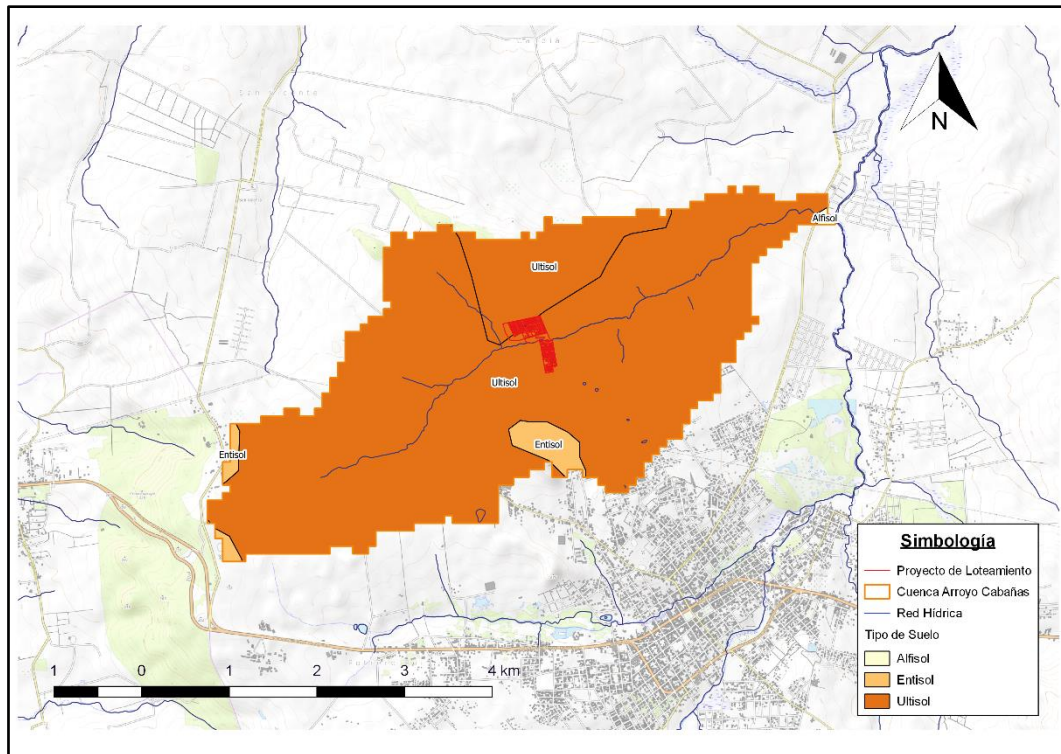 N
Alfisol
Ultisol
Ultisol
Entisol
Entisol
Simbología
Proyecto de Loteamiento
Cuenca Arroyo Cabañas
Red Hídrica
Tipo de Suelo
Alfisol
Entisol
Ultisol
1 0 1 2 3 4 km